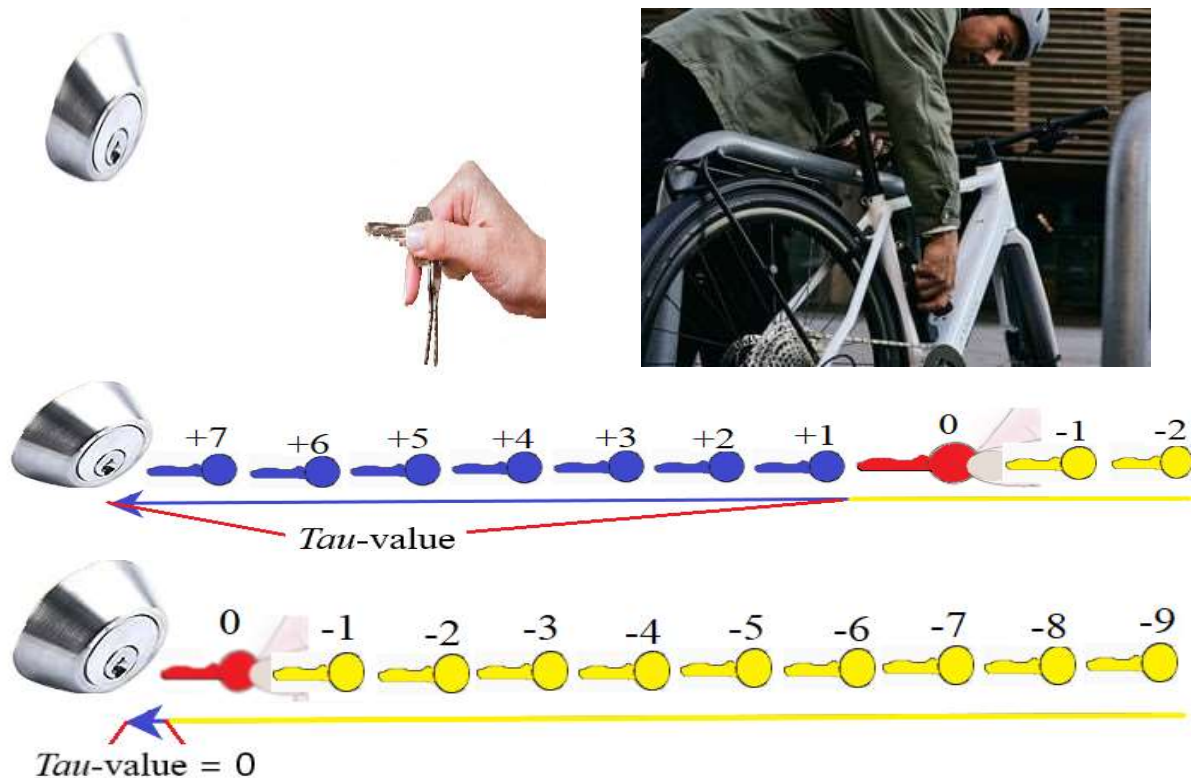 +7 +6 +5 +4 +3 +2 +1 0 -1 -2
Tau-value
0 -1 -2 -3 -4 -5 -6 -7 -8 -9
Tau-value = 0